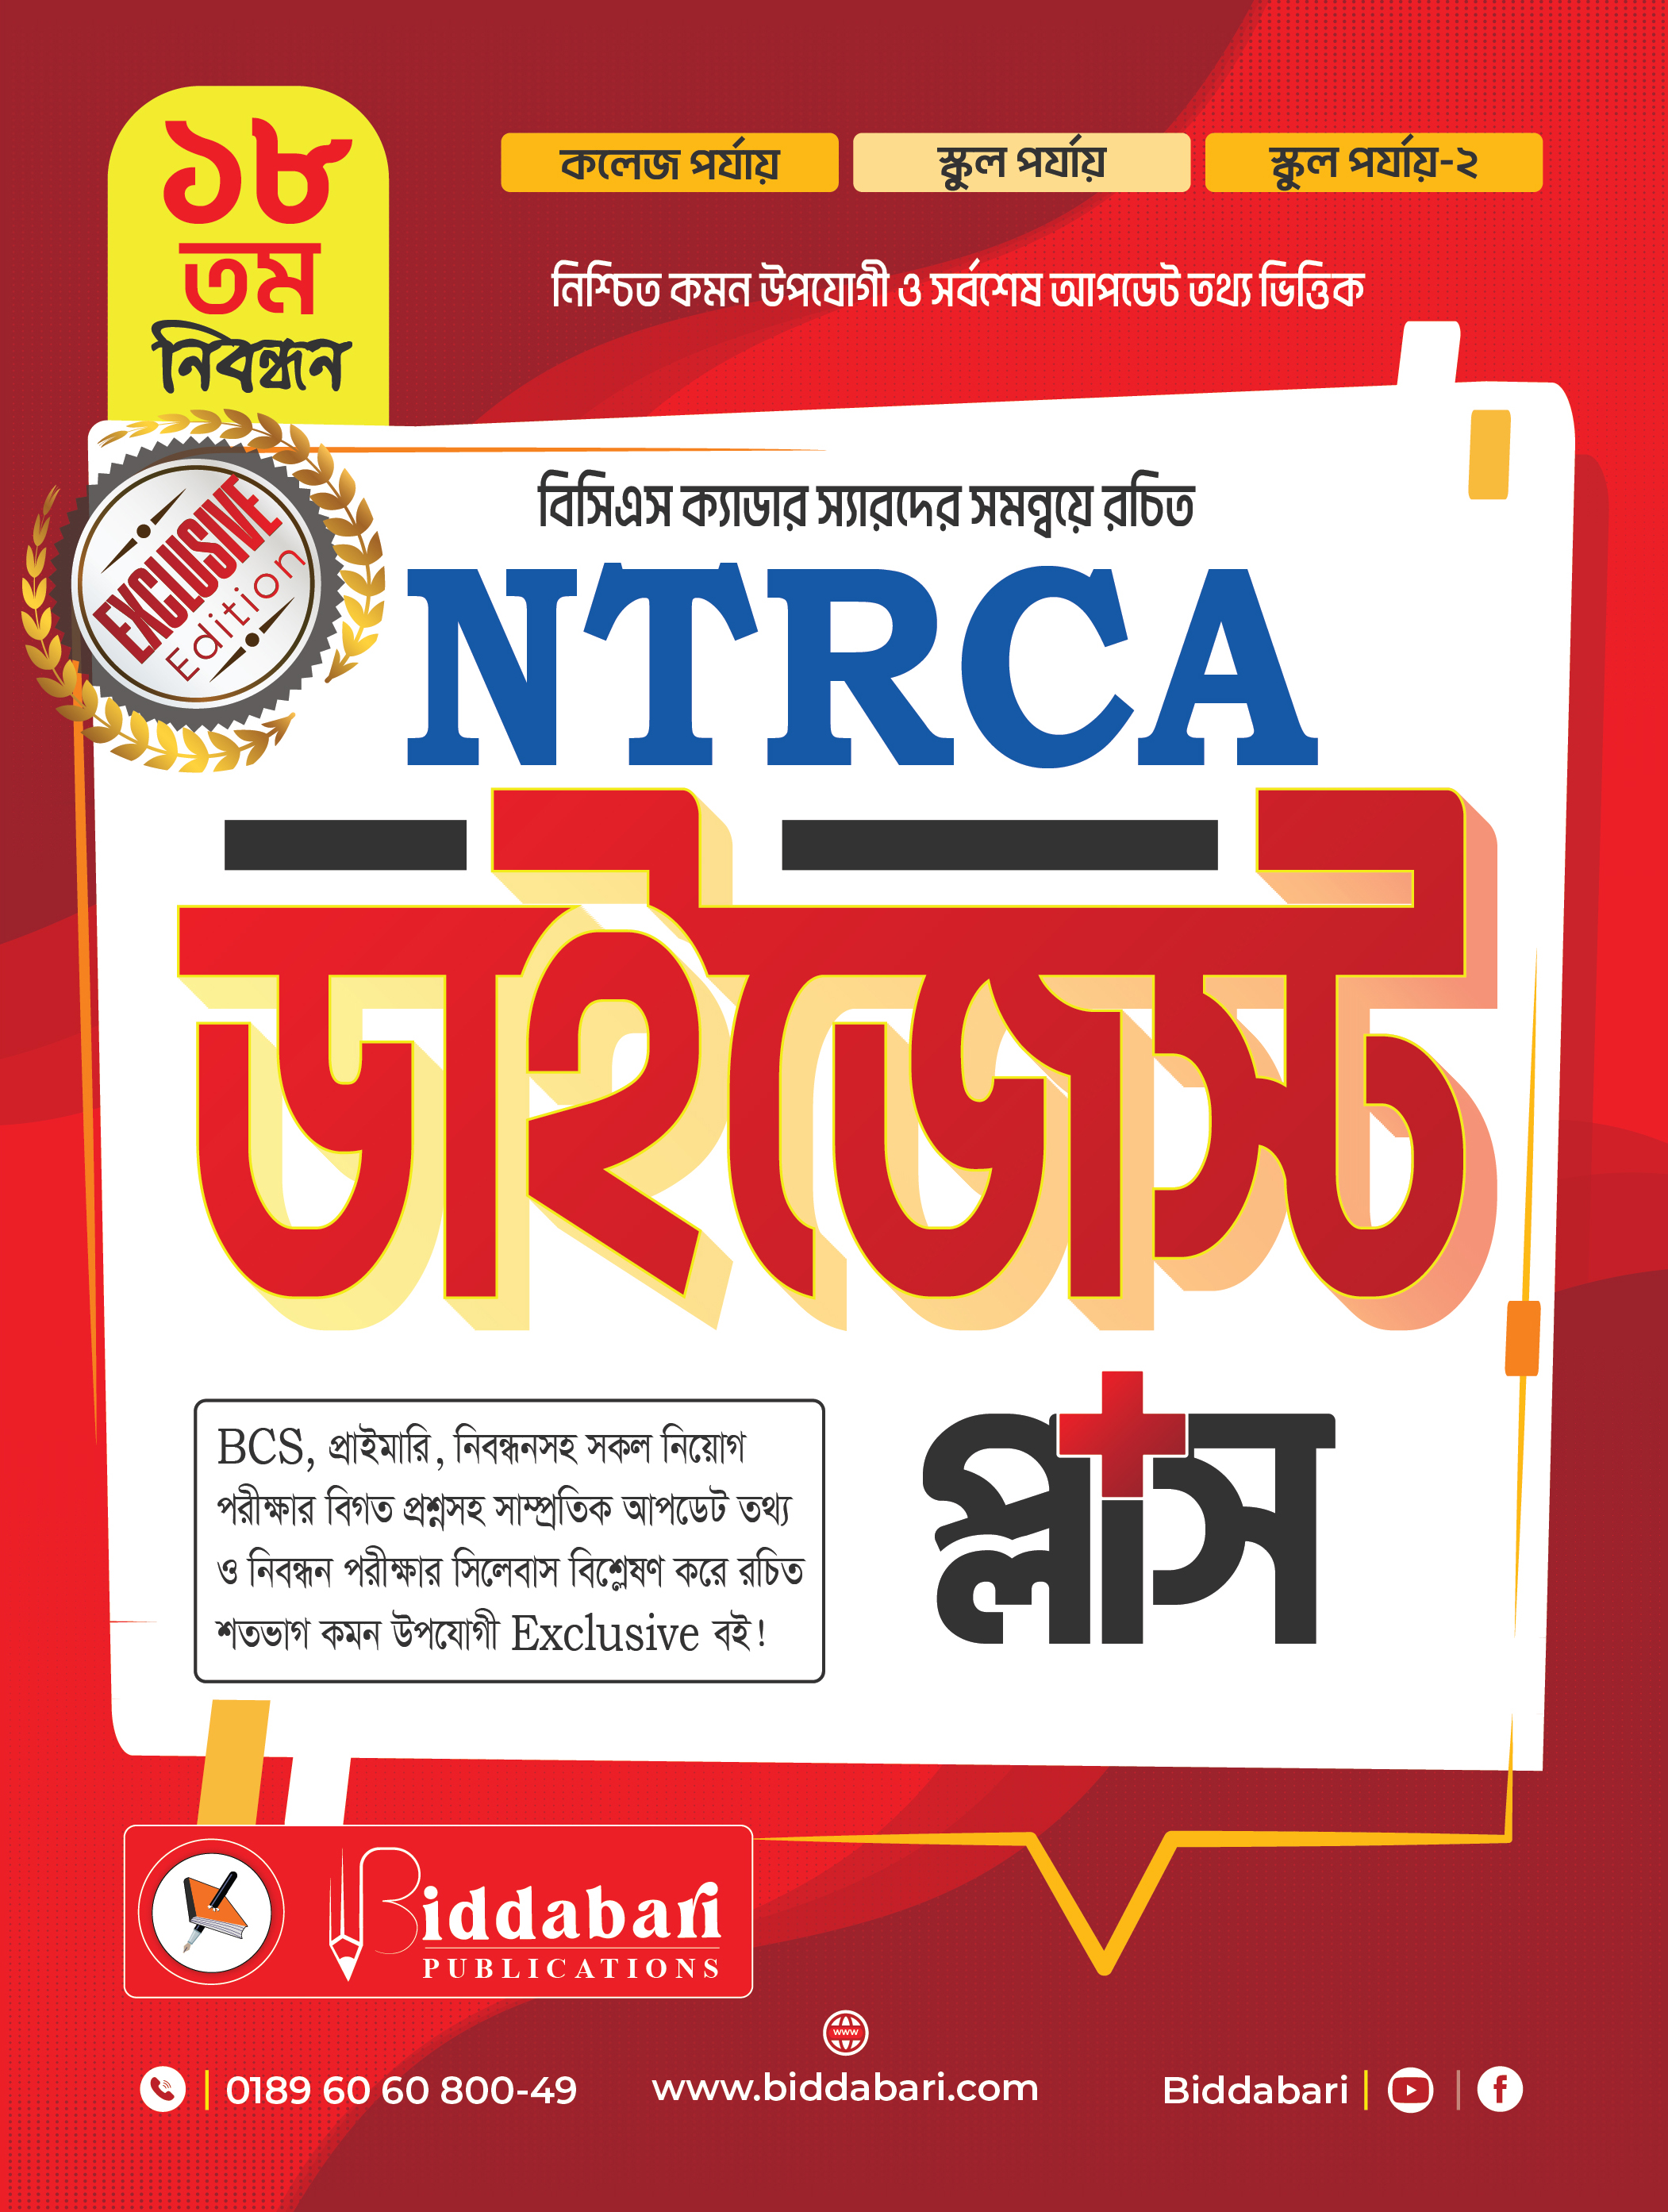 ১৮
তম
নিবন্ধন
কলেজ পর্যায়
স্কুল পর্যায়
স্কুল পর্যায়-২
নিশ্চিত কমন উপযোগী ও সর্বশেষ আপডেট তথ্য ভিত্তিক
EXCLUSIVE
Edition
বিসিএস ক্যাডার স্যারদের সমন্বয়ে রচিত
NTRCA
ডাইজেস্ট
প্লাস
BCS, প্রাইমারি, নিবন্ধনসহ সকল নিয়োগ
পরীক্ষার বিগত প্রশ্নসহ সাম্প্রতিক আপডেট তথ্য
ও নিবন্ধন পরীক্ষার সিলেবাস বিশ্লেষণ করে রচিত
শতভাগ কমন উপযোগী Exclusive বই!
Biddabari
PUBLICATIONS
www
0189 60 60 800-49
www.biddabari.com
Biddabari